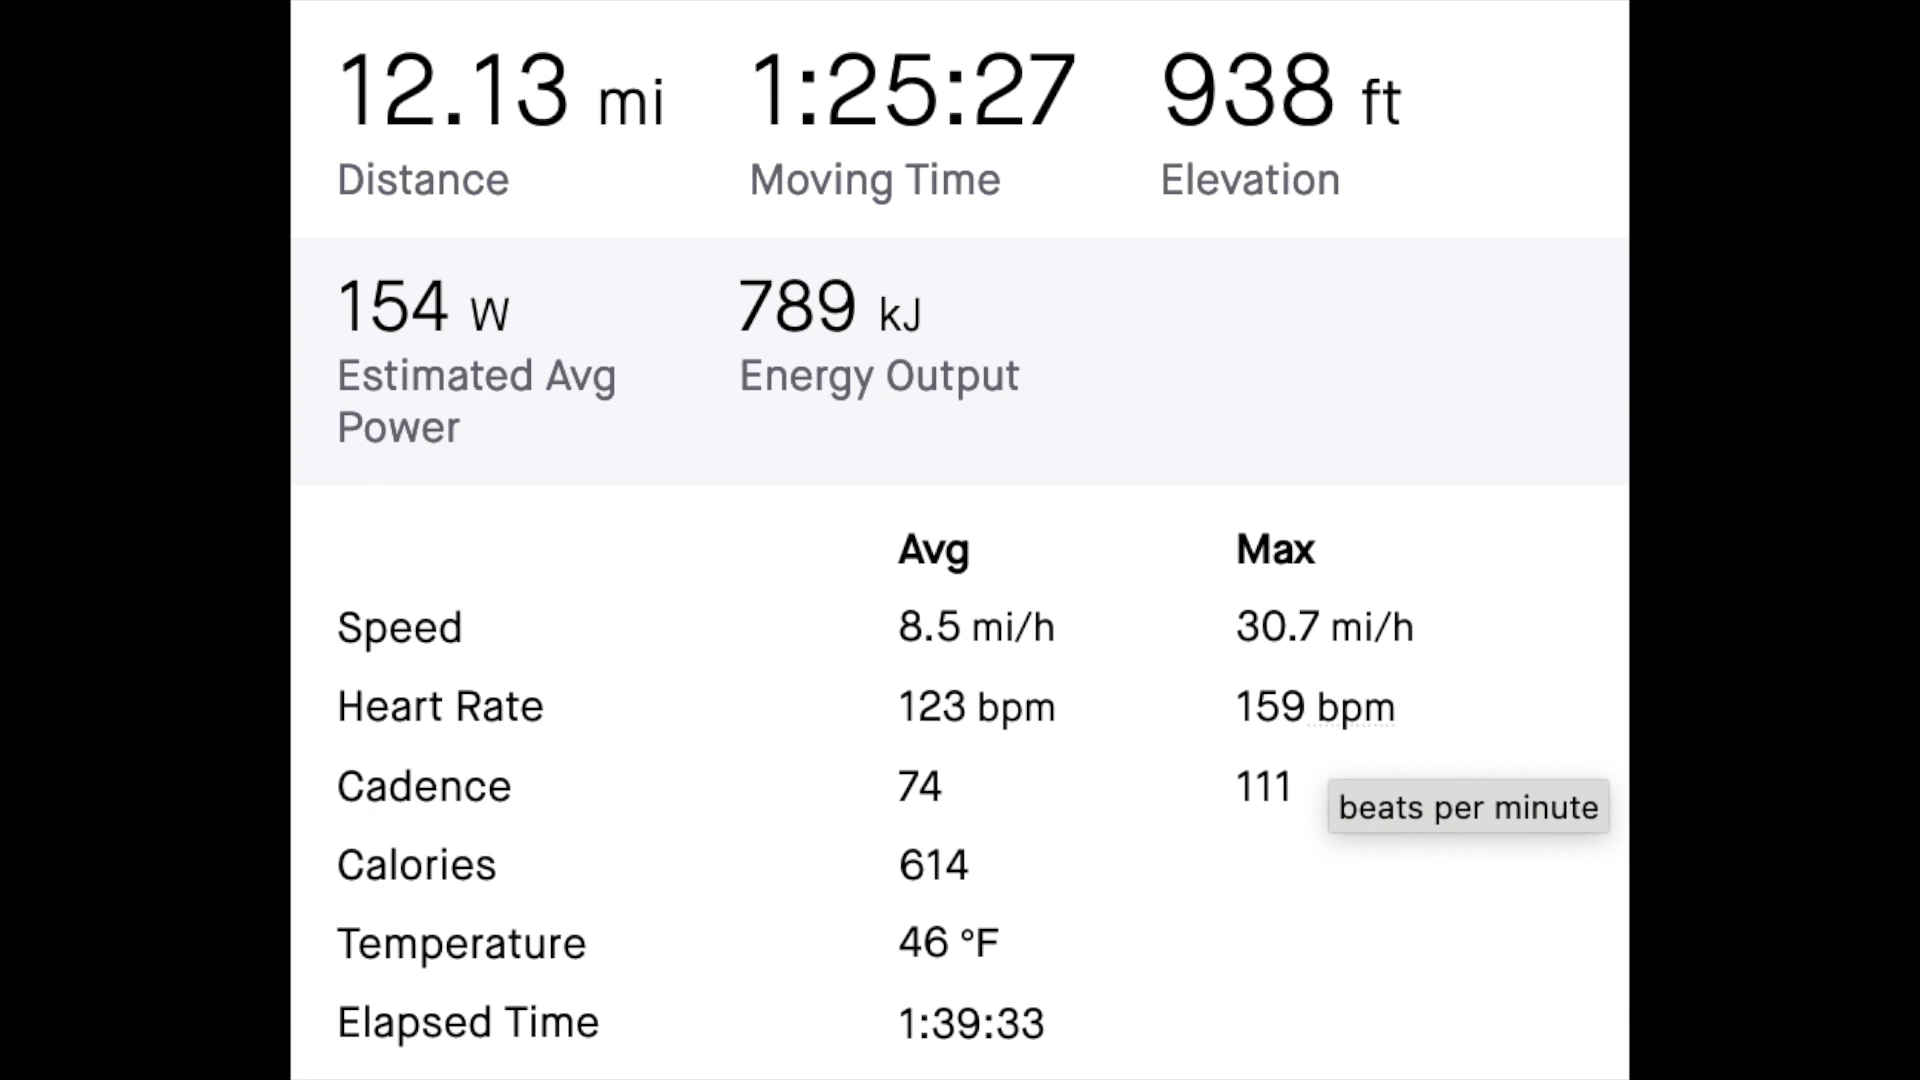 12.13 mi 1:25:27 938 ft
Distance Moving Time Elevation
154 W 789 kJ
Estimated Avg Energy Output
Power
Avg Max
Speed 8.5 mi/h 30.7 mi/h
Heart Rate 123 bpm 159 bpm
Cadence 74 111
beats per minute
Calories 614
Temperature 46 °F
Elapsed Time 1:39:33